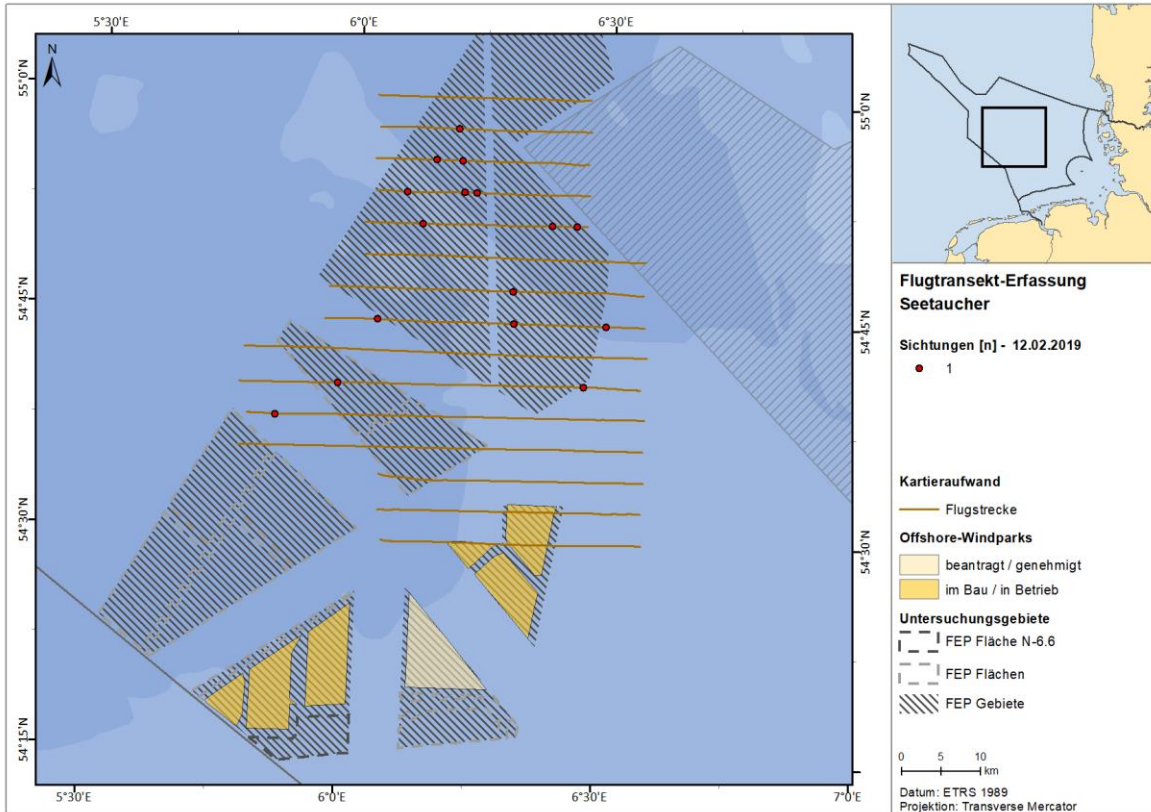 5°30'E 6°0'E 6°30'E
N
55°0'N
55°0'N
54°45'N
54°45'N
54°30'N
54°30'N
54°15'N
54°15'N
5°30'E 6°0'E 6°30'E 7°0'E
Flugtransekt-Erfassung
Seetaucher
Sichtungen [n] - 12.02.2019
1
Kartieraufwand
Flugstrecke
Offshore-Windparks
beantragt / genehmigt
im Bau / in Betrieb
Untersuchungsgebiete
FEP Fläche N-6.6
FEP Flächen
FEP Gebiete
0 5 10
km
Datum: ETRS 1989
Projektion: Transverse Mercator